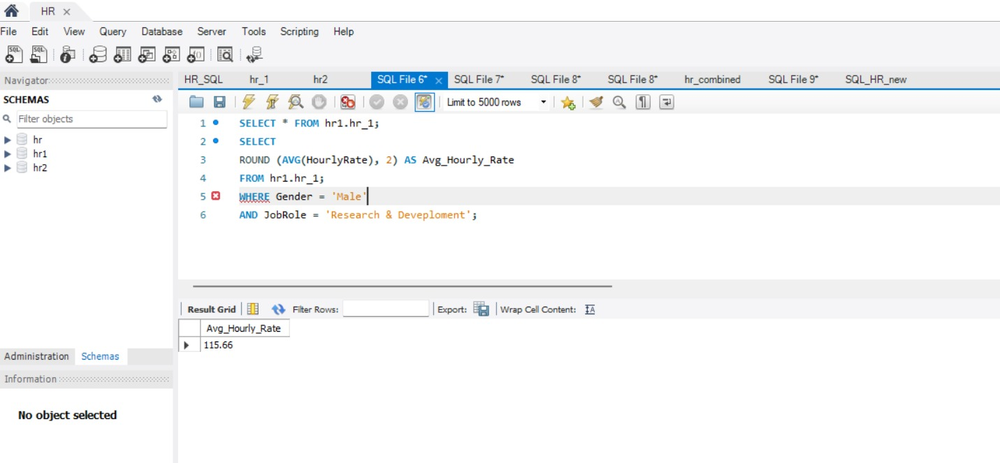 HR
File Edit View Query Database Server Tools Scripting Help
Navigator
SCHEMAS
Filter objects
hr
hr1
hr2
Administration Schemas
Information
No object selected
HR_SQL hr_1 hr2 SQL File 6* SQL File 7* SQL File 8* SQL File 8* hr_combined SQL File 9* SQL_HR_new
Limit to 5000 rows
1 SELECT * FROM hr1.hr_1;
2 SELECT
3 ROUND (AVG(HourlyRate), 2) AS Avg_Hourly_Rate
4 FROM hr1.hr_1;
5 WHERE Gender = 'Male'
6 AND JobRole = 'Research & Deveploment';
Result Grid Filter Rows: Export: Wrap Cell Content:
Avg_Hourly_Rate
115.66